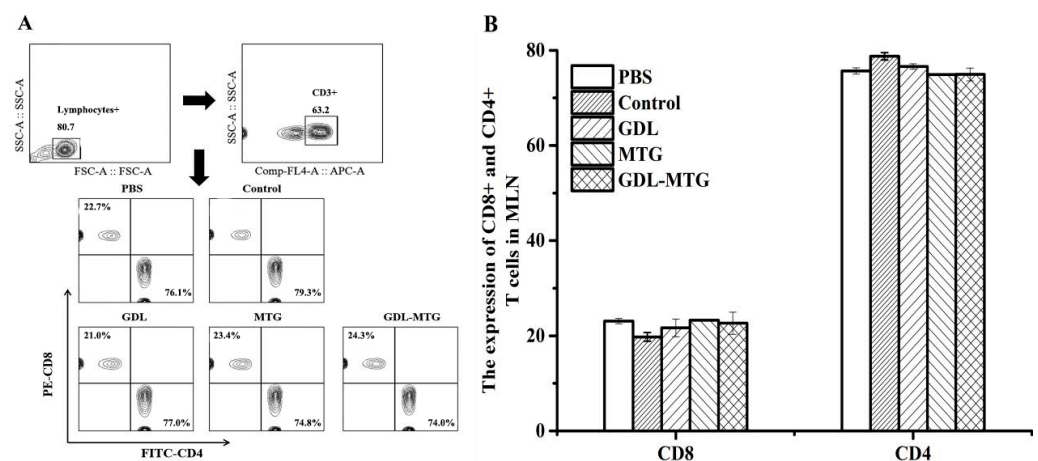 A
SSC-A :: SSC-A
Lymphocytes+
80.7
FSC-A :: FSC-A
SSC-A :: SSC-A
CD3+
63.2
Comp-FL4-A :: APC-A
PBS
Control
22.7%
76.1%
79.3%
GDL
MTG
GDL-MTG
21.0%
23.4%
24.3%
77.0%
74.8%
74.0%
PE-CD8
FITC-CD4
B
The expression of CD8+ and CD4+
T cells in MLN
80
60
40
20
0
PBS
Control
GDL
MTG
GDL-MTG
CD8
CD4